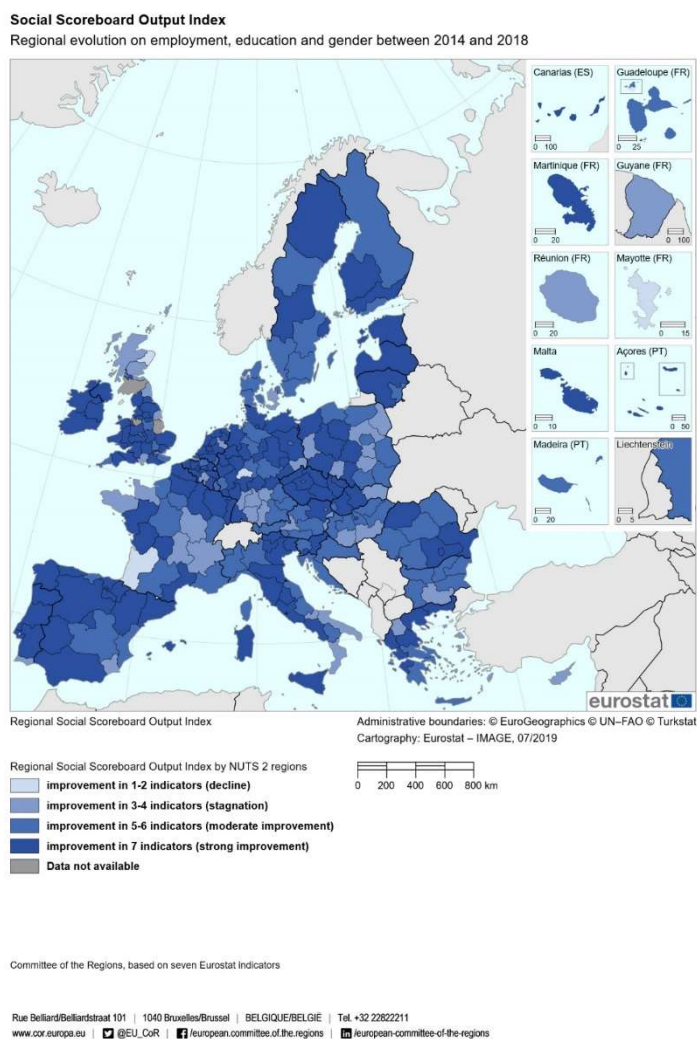 Social Scoreboard Output Index
Regional evolution on employment, education and gender between 2014 and 2018
Canarias (ES)
0 100
Guadeloupe (FR)
0 25
Martinique (FR)
0 20
Guyane (FR)
0 100
Réunion (FR)
0 20
Mayotte (FR)
0 15
Malta
0 10
Açores (PT)
0 50
Madeira (PT)
0 20
Liechtenstein
0 5
eurostat
Regional Social Scoreboard Output Index
Administrative boundaries: © EuroGeographics © UN–FAO © Turkstat
Cartography: Eurostat – IMAGE, 07/2019
Regional Social Scoreboard Output Index by NUTS 2 regions
improvement in 1-2 indicators (decline)
improvement in 3-4 indicators (stagnation)
improvement in 5-6 indicators (moderate improvement)
improvement in 7 indicators (strong improvement)
Data not available
0 200 400 600 800 km
Committee of the Regions, based on seven Eurostat indicators
Rue Belliard/Belliardstraat 101 | 1040 Bruxelles/Brussel | BELGIQUE/BELGIË | Tel. +32 22822211
www.cor.europa.eu | @EU_CoR | /european.committee.of.the.regions | /european-committee-of-the-regions